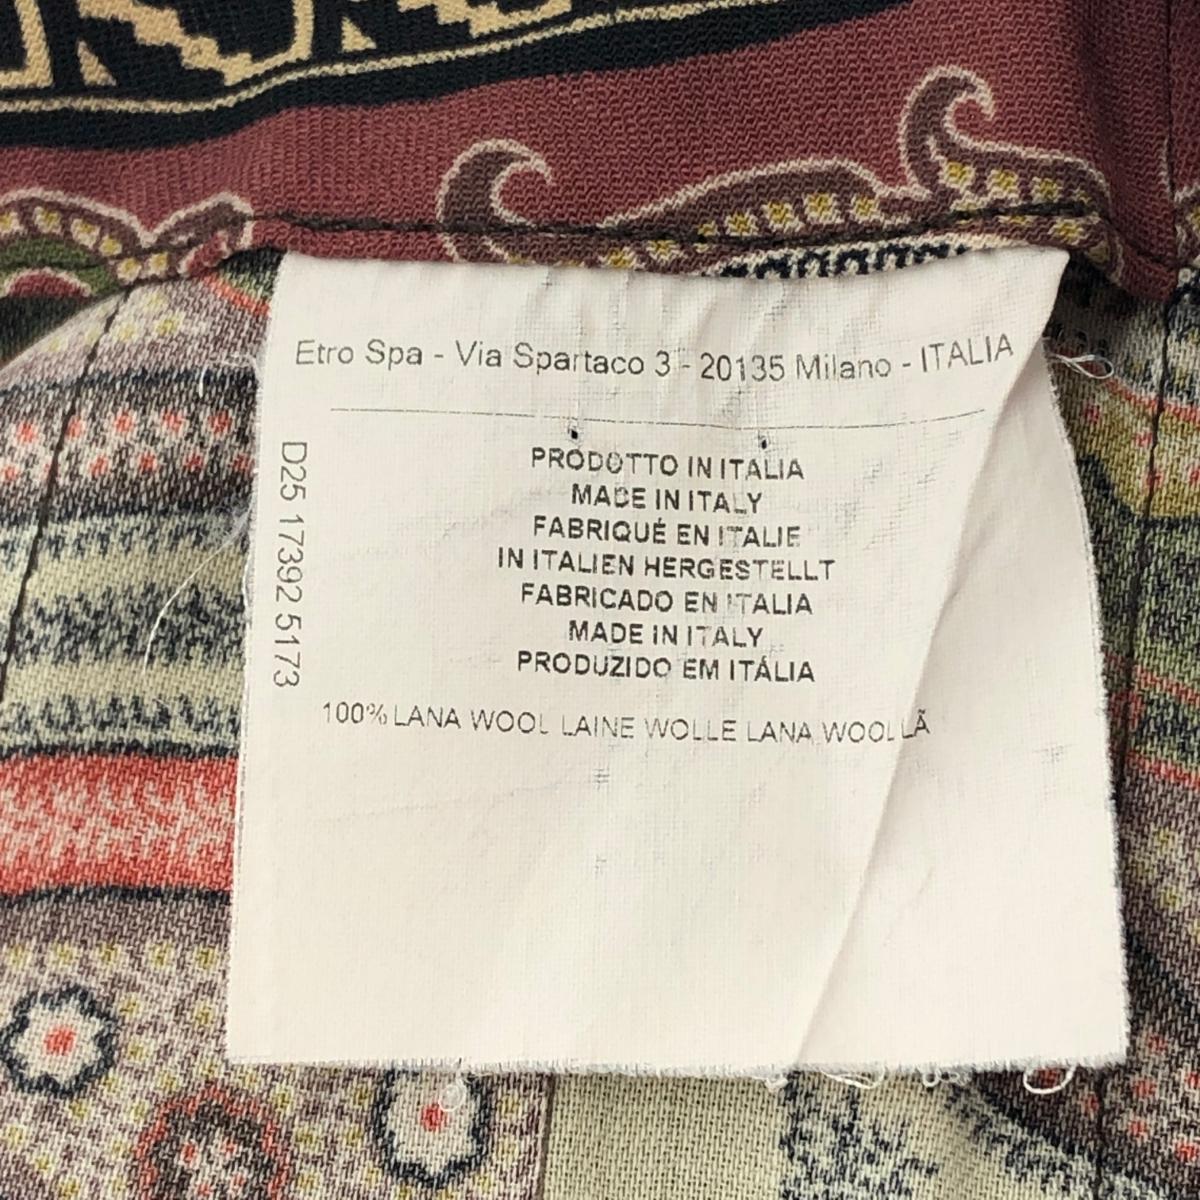 Etro Spa - Via Spartaco 3 - 20135 Milano - ITALIA
PRODOTTO IN ITALIA
MADE IN ITALY
FABRIQUÉ EN ITALIE
IN ITALIEN HERGESTELLT
FABRICADO EN ITALIA
MADE IN ITALY
PRODUZIDO EM ITÁLIA
100% LANA WOOL LAINE WOLLE LANA WOOL LÃ
D25 17392 5173